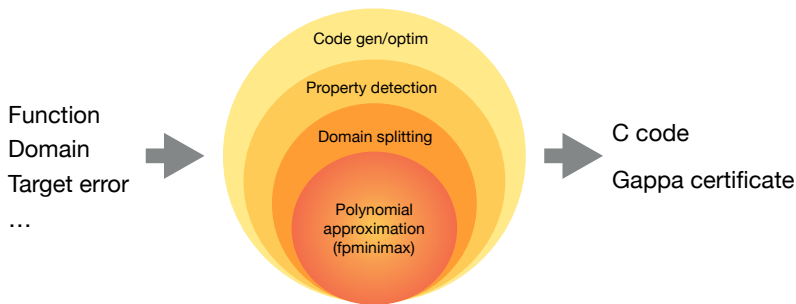 Function
Domain
Target error
…
Code gen/optim
Property detection
Domain splitting
Polynomial
approximation
(fpminimax)
C code
Gappa certificate